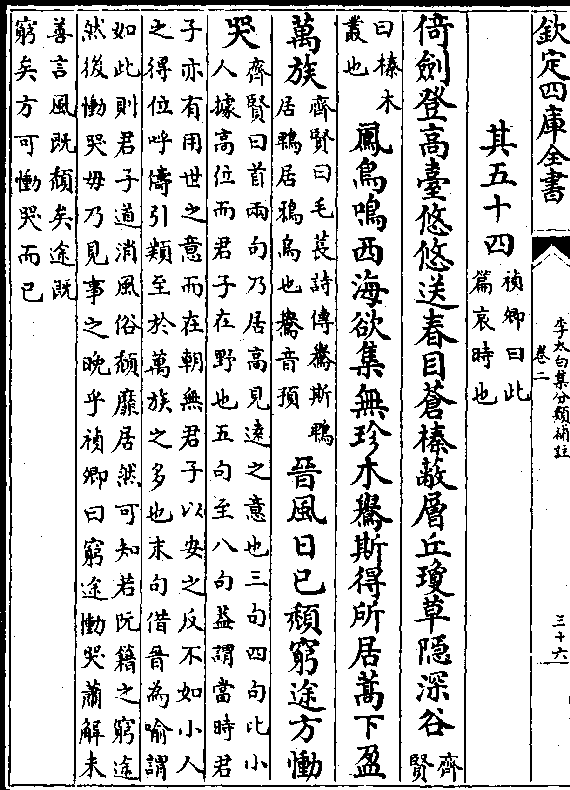 欽定四庫全書
李太白集分類補註
卷二
三十六
其五十四
禎卿曰此
篇哀時也
倚劍登高臺悠悠送春目蒼榛蔽層丘瓊草隱深谷
齊
賢
曰榛木
叢也
鳳鳥鳴西海欲集無珍木鸒斯得所居蒿下盈
萬族
齊賢曰毛萇詩傳鸒斯鵯
居鵯居鴉烏也鸒音預
晉風日已頹窮途方慟
哭
齊賢曰首兩句乃居高見遠之意也三句四句比小
人據高位而君子在野也五句至八句葢謂當時君
子亦有用世之意而在朝無君子以安之反不如小人
之得位呼儔引類至於萬族之多也末句借晉為喻謂
如此則君子道消風俗頹靡居然可知若阮籍之窮途
然後慟哭毋乃見事之晚乎禎卿曰窮途慟哭蕭解未
善言風既頹矣途既
窮矣方可慟哭而已